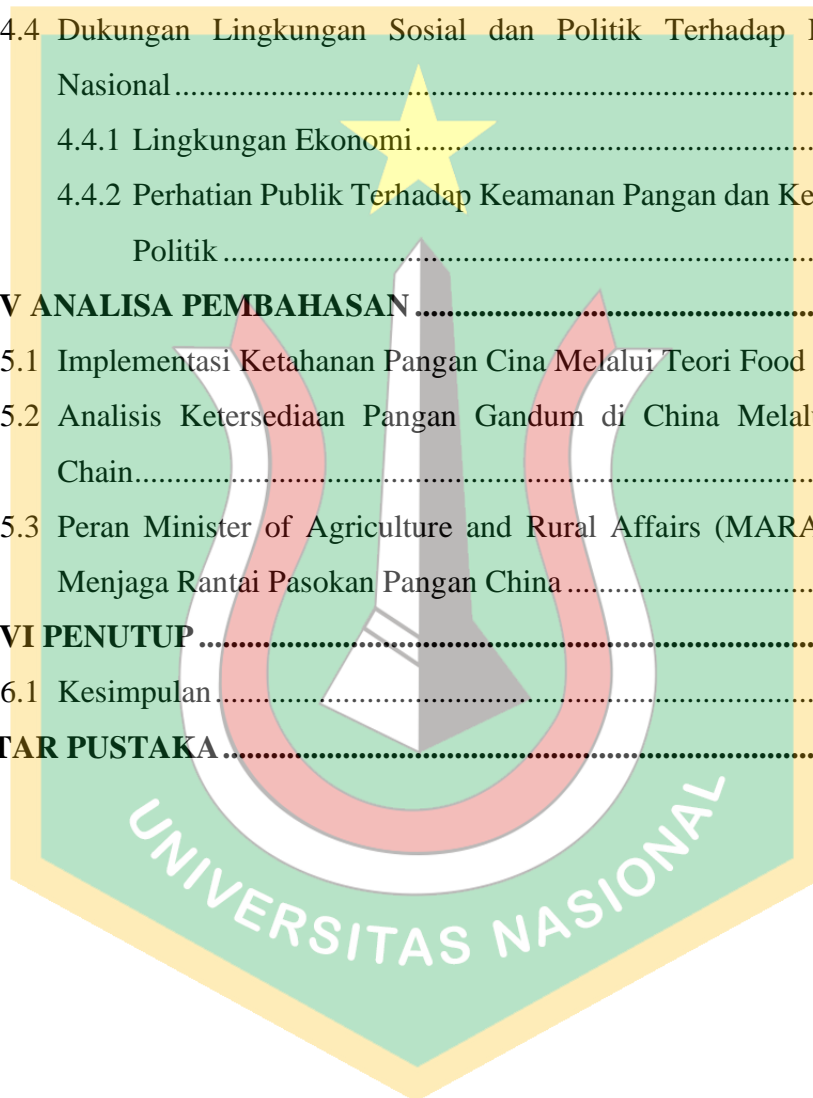 4.4 Dukungan Lingkungan Sosial dan Politik Terhadap
Nasional....................
4.4.1 Lingkungan Ekonomi....................
4.4.2 Perhatian Publik Terhadap Keamanan Pangan dan Ke
Politik....................
V ANALISA PEMBAHASAN....................
5.1 Implementasi Ketahanan Pangan Cina Melalui Teori Food
5.2 Analisis Ketersediaan Pangan Gandum di China Melal
Chain....................
5.3 Peran Minister of Agriculture and Rural Affairs (MARA
Menjaga Rantai Pasokan Pangan China....................
VI PENUTUP....................
6.1 Kesimpulan....................
TAR PUSTAKA....................
UNIVERSITAS NASIONAL